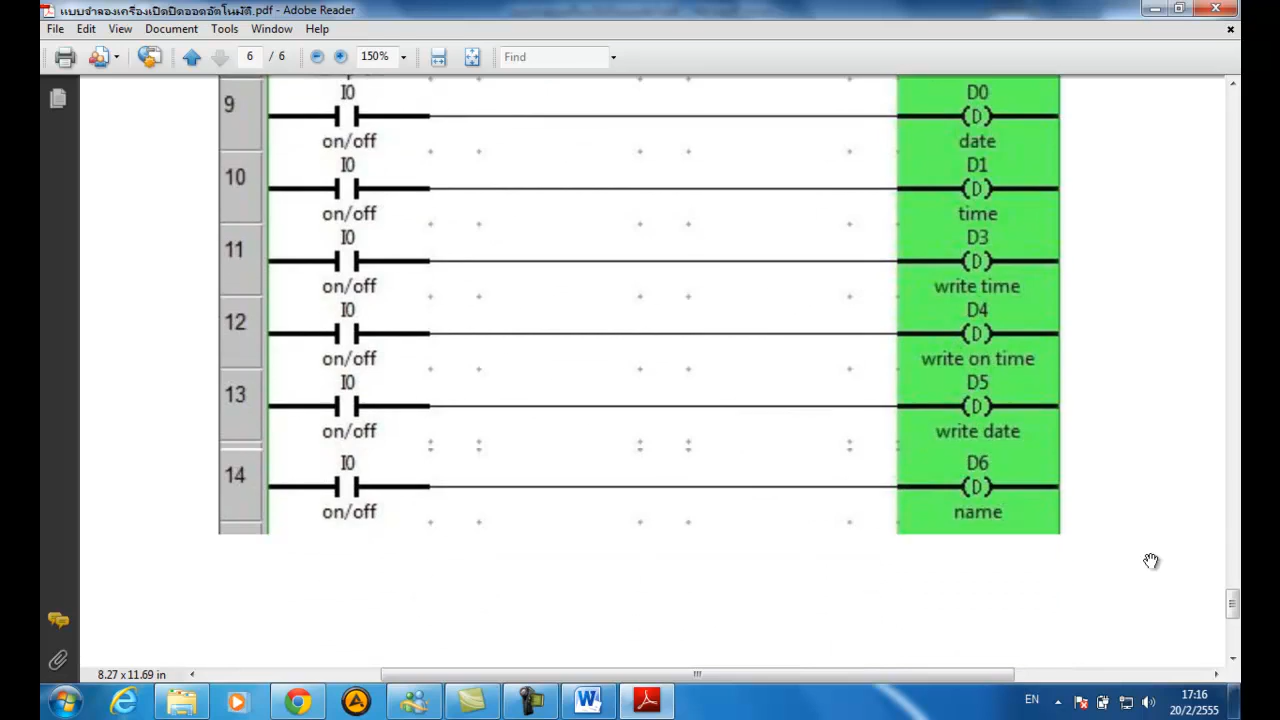 แบบจำลองเครื่องเปิดปิดออดอัตโนมัติ.pdf - Adobe Reader
File Edit View Document Tools Window Help
6 / 6 150% Find
9 I0 D0
on/off date
10 I0 D1
on/off time
11 I0 D3
on/off write time
12 I0 D4
on/off write on time
13 I0 D5
on/off write date
14 I0 D6
on/off name
8.27 x 11.69 in
EN 17:16
20/2/2555